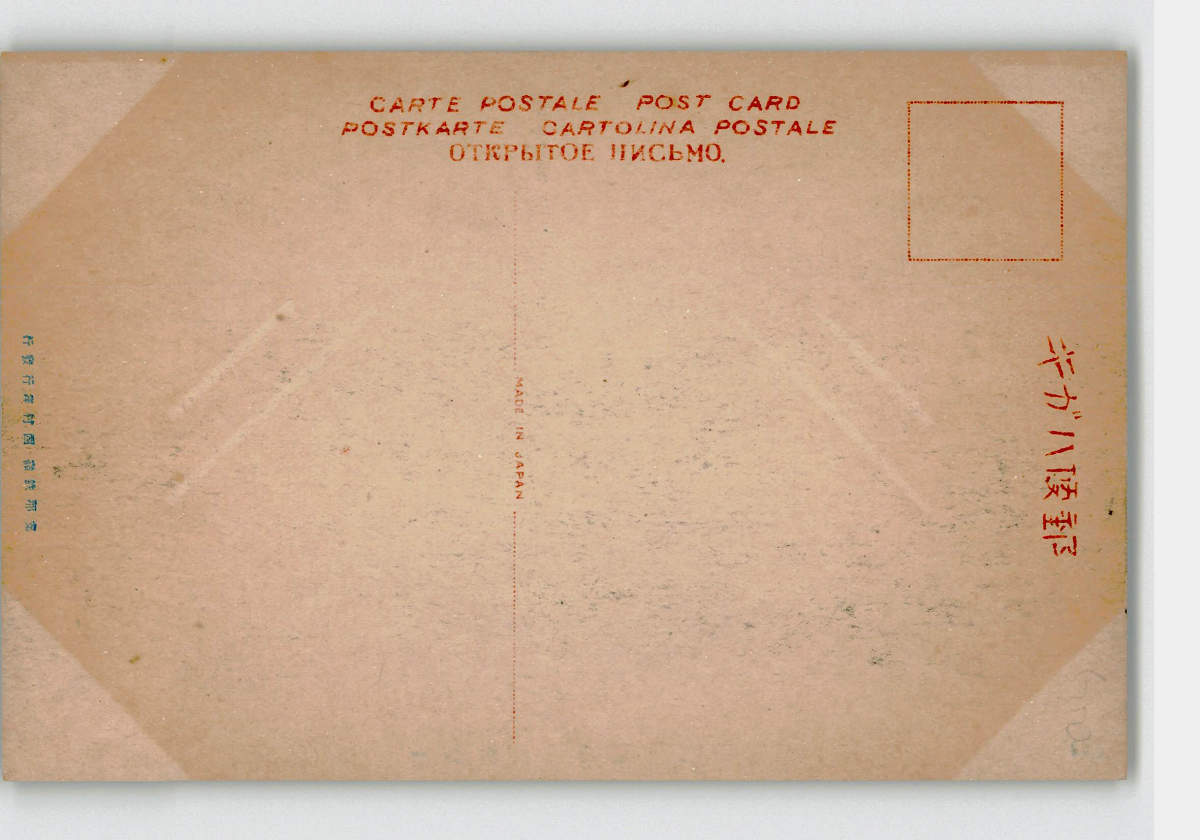 CARTE POSTALE POST CARD
POSTKARTE CARTOLINA POSTALE
ОТКРЫТОЕ ПИСЬМО.
MADE IN JAPAN
郵便ハガキ